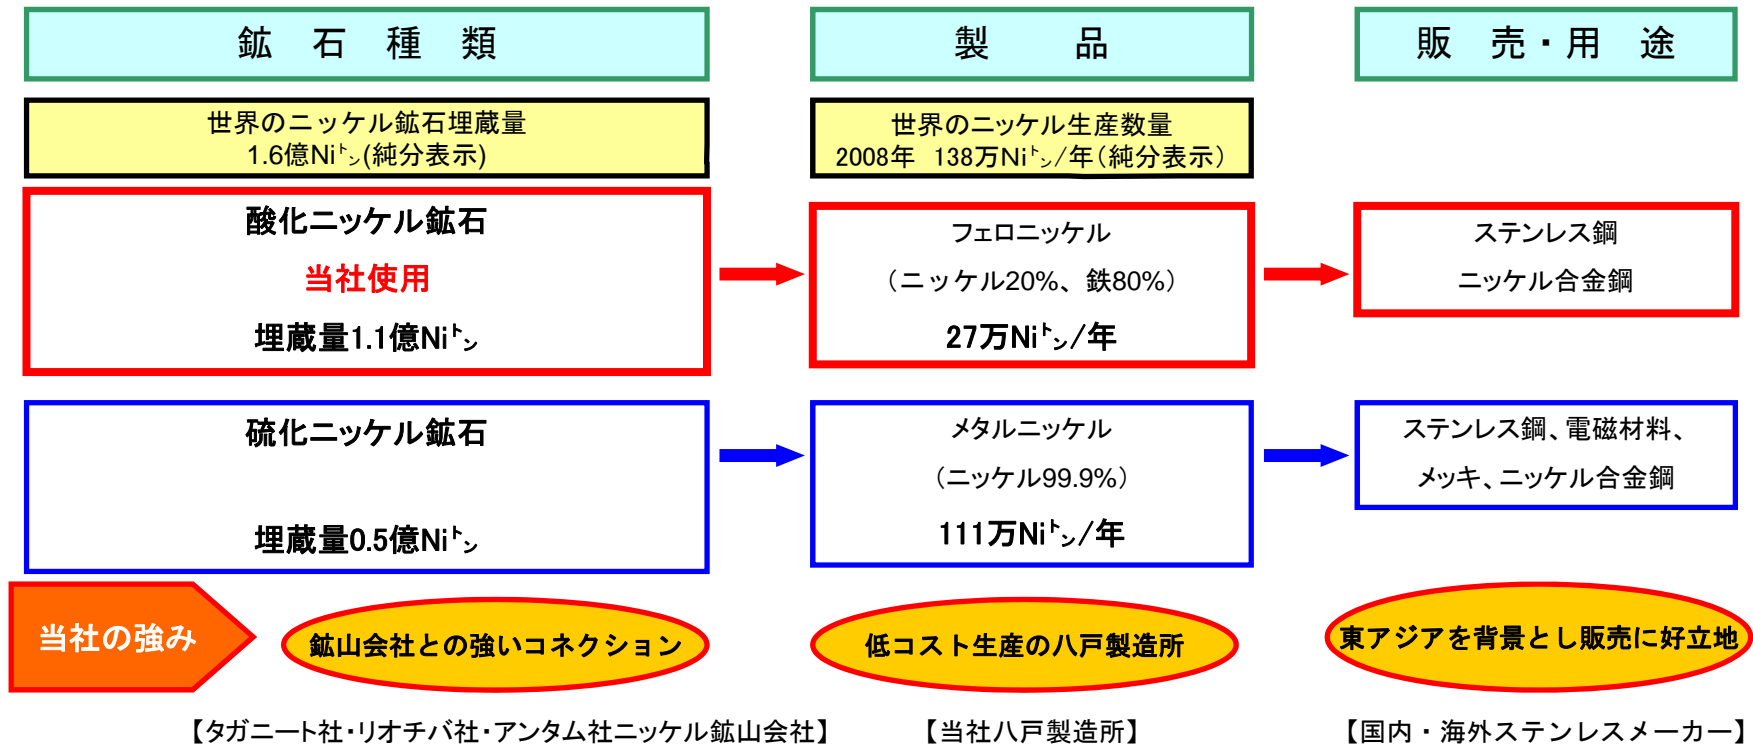 鉱 石 種 類
製 品
販 売・用 途
世界のニッケル鉱石埋蔵量
1.6億Niトン(純分表示)
世界のニッケル生産数量
2008年 138万Niトン/年(純分表示)
酸化ニッケル鉱石
当社使用
埋蔵量1.1億Niトン
フェロニッケル
(ニッケル20%、鉄80%)
27万Niトン/年
ステンレス鋼
ニッケル合金鋼
硫化ニッケル鉱石
埋蔵量0.5億Niトン
メタルニッケル
(ニッケル99.9%)
111万Niトン/年
ステンレス鋼、電磁材料、
メッキ、ニッケル合金鋼
当社の強み
鉱山会社との強いコネクション
低コスト生産の八戸製造所
東アジアを背景とし販売に好立地
【タガニート社・リオチバ社・アンタム社ニッケル鉱山会社】
【当社八戸製造所】
【国内・海外ステンレスメーカー】